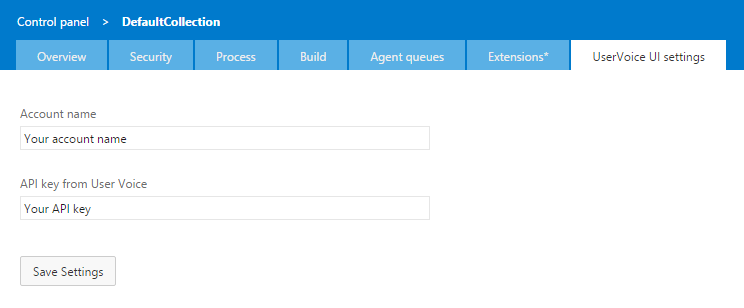 Control panel > DefaultCollection
Overview Security Process Build Agent queues Extensions* UserVoice UI settings
Account name
Your account name
API key from User Voice
Your API key
Save Settings